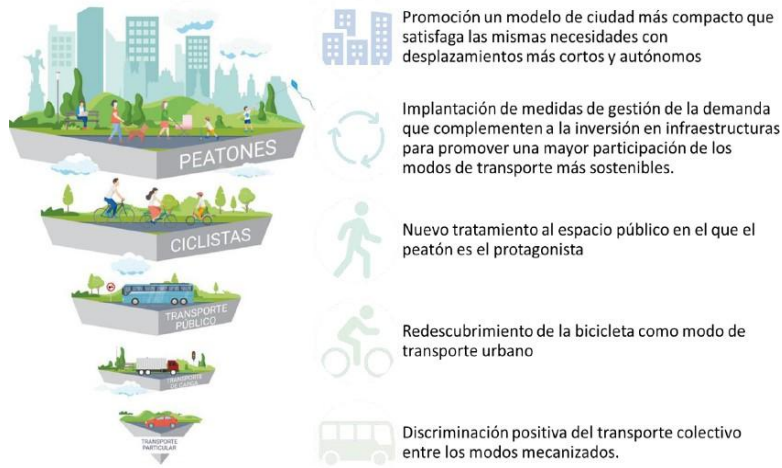 PEATONES
CICLISTAS
TRANSPORTE
PÚBLICO
TRANSPORTE
DE CARGA
TRANSPORTE
PARTICULAR
Promoción un modelo de ciudad más compacto que
satisfaga las mismas necesidades con
desplazamientos más cortos y autónomos
Implantación de medidas de gestión de la demanda
que complementen a la inversión en infraestructuras
para promover una mayor participación de los
modos de transporte más sostenibles.
Nuevo tratamiento al espacio público en el que el
peatón es el protagonista
Redescubrimiento de la bicicleta como modo de
transporte urbano
Discriminación positiva del transporte colectivo
entre los modos mecanizados.